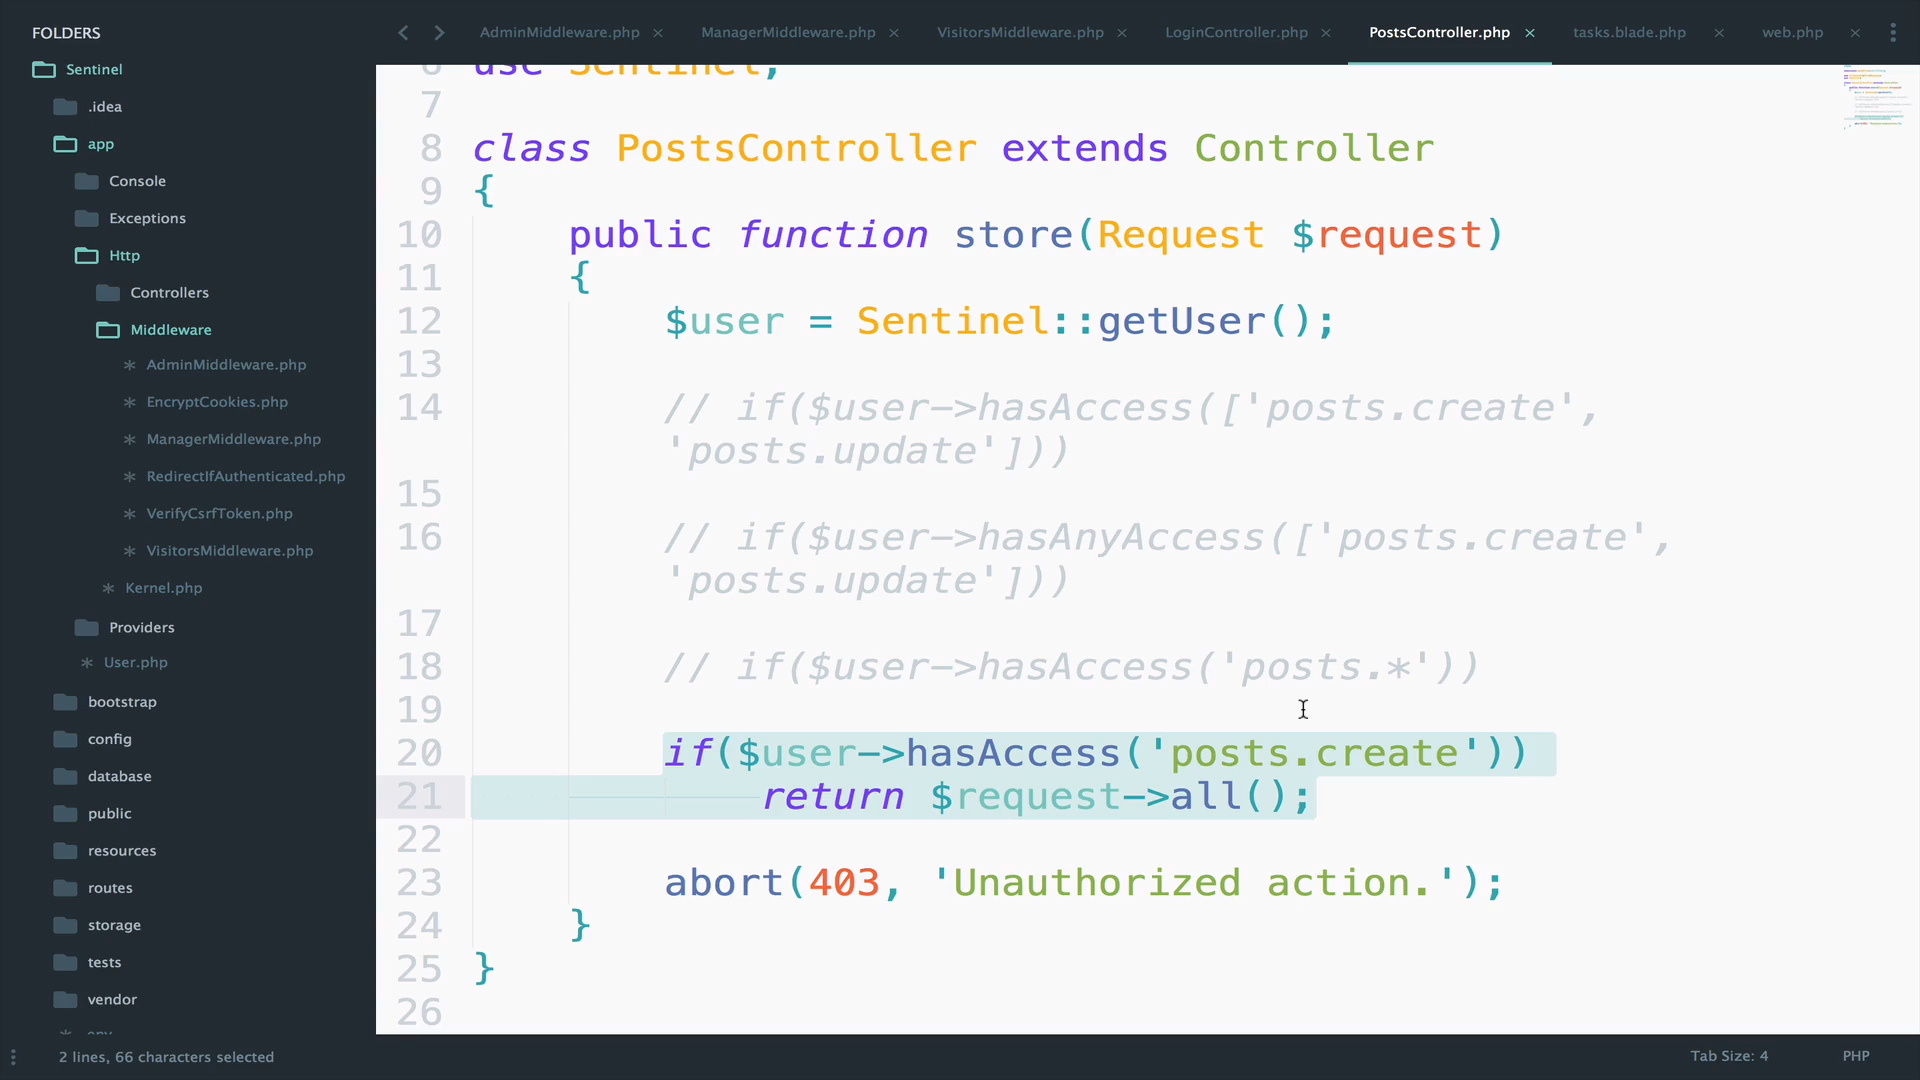 FOLDERS
Sentinel
.idea
app
Console
Exceptions
Http
Controllers
Middleware
AdminMiddleware.php
EncryptCookies.php
ManagerMiddleware.php
RedirectIfAuthenticated.php
VerifyCsrfToken.php
VisitorsMiddleware.php
Kernel.php
Providers
User.php
bootstrap
config
database
public
resources
routes
storage
tests
vendor
AdminMiddleware.php × ManagerMiddleware.php × VisitorsMiddleware.php × LoginController.php × PostsController.php × tasks.blade.php × web.php ×
use Sentinel;
7
8 class PostsController extends Controller
9 {
10 public function store(Request $request)
11 {
12 $user = Sentinel::getUser();
13
14 // if($user->hasAccess(['posts.create',
'posts.update']))
15
16 // if($user->hasAnyAccess(['posts.create',
'posts.update']))
17
18 // if($user->hasAccess('posts.*'))
19
20 if($user->hasAccess('posts.create'))
21 return $request->all();
22
23 abort(403, 'Unauthorized action.');
24 }
25 }
26
2 lines, 66 characters selected
Tab Size: 4 PHP